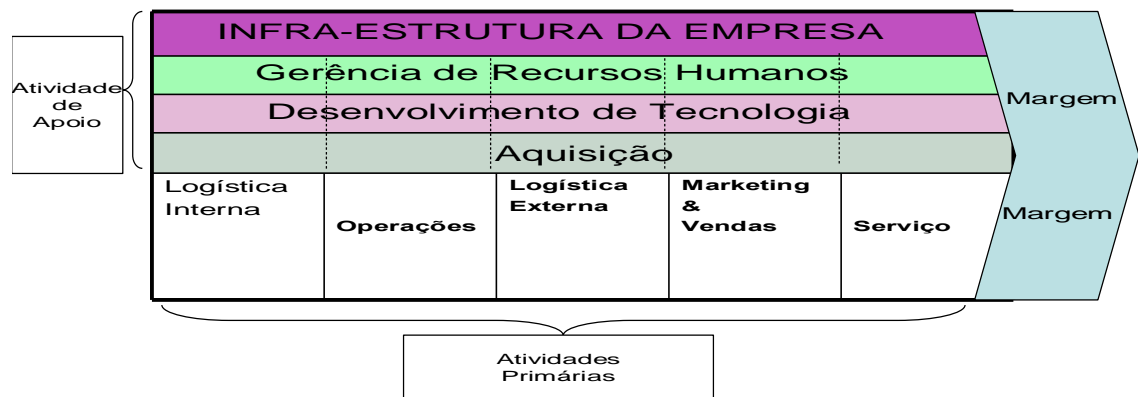 INFRA-ESTRUTURA DA EMPRESA
Gerência de Recursos Humanos
Desenvolvimento de Tecnologia
Aquisição
Atividade
de
Apoio
Margem
Margem
Logística
Interna
Operações
Logística
Externa
Marketing
&
Vendas
Serviço
Atividades
Primárias